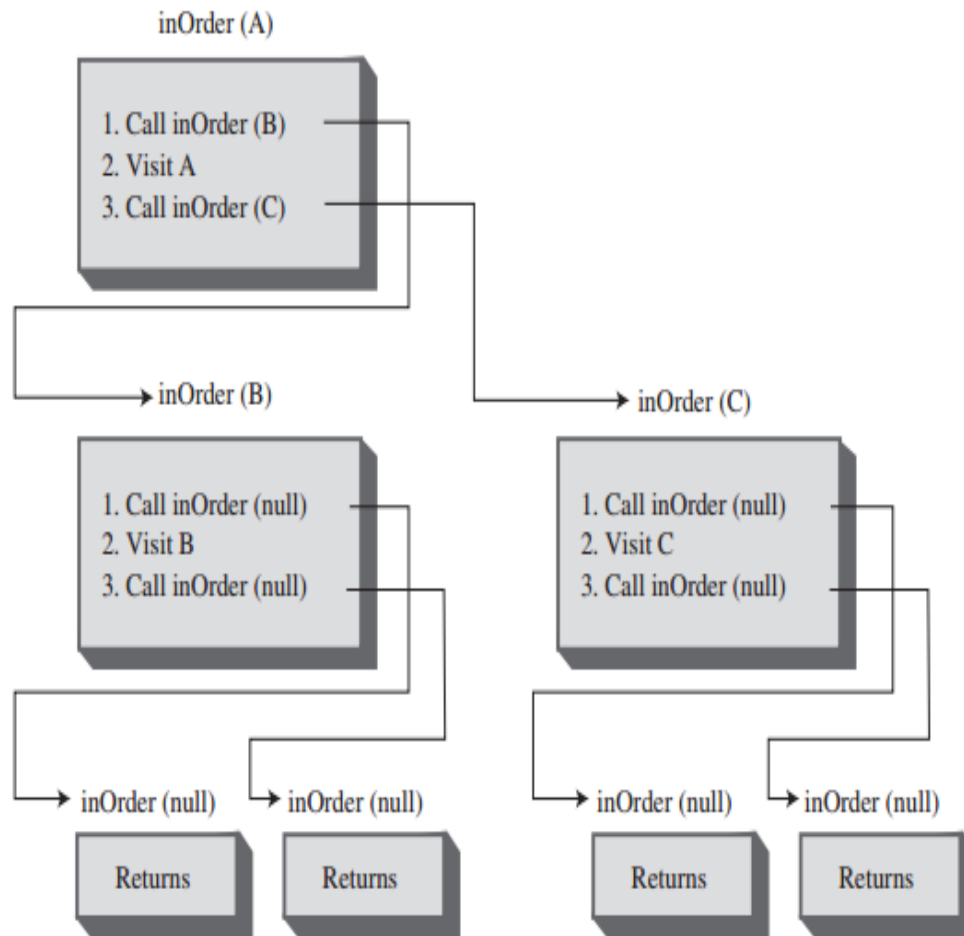 inOrder (A)
1. Call inOrder (B)
2. Visit A
3. Call inOrder (C)
inOrder (B)
inOrder (C)
1. Call inOrder (null)
2. Visit B
3. Call inOrder (null)
1. Call inOrder (null)
2. Visit C
3. Call inOrder (null)
inOrder (null)
inOrder (null)
inOrder (null)
inOrder (null)
Returns
Returns
Returns
Returns